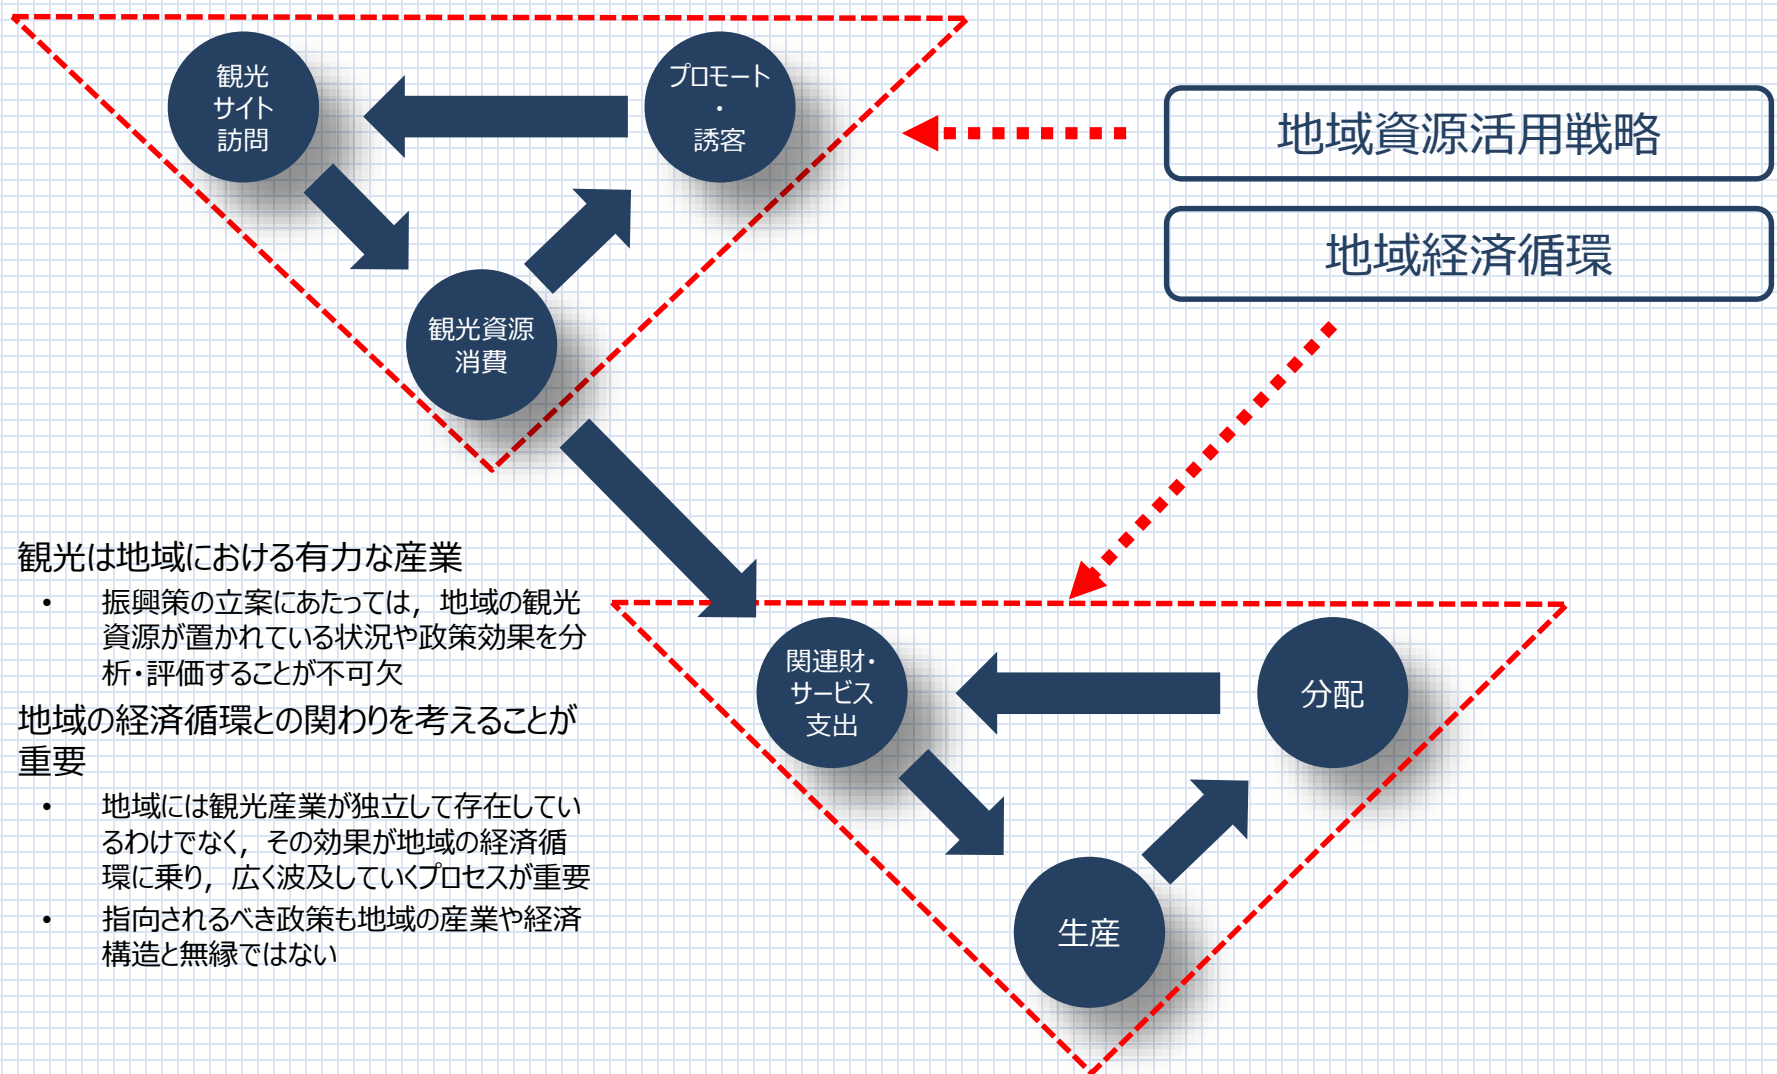 観光
サイト
訪問
プロモート
・
誘客
観光資源
消費
地域資源活用戦略
地域経済循環
観光は地域における有力な産業
• 振興策の立案にあたっては，地域の観光
資源が置かれている状況や政策効果を分
析・評価することが不可欠
地域の経済循環との関わりを考えることが
重要
• 地域には観光産業が独立して存在してい
るわけでなく，その効果が地域の経済循
環に乗り，広く波及していくプロセスが重要
• 指向されるべき政策も地域の産業や経済
構造と無縁ではない
関連財・
サービス
支出
分配
生産